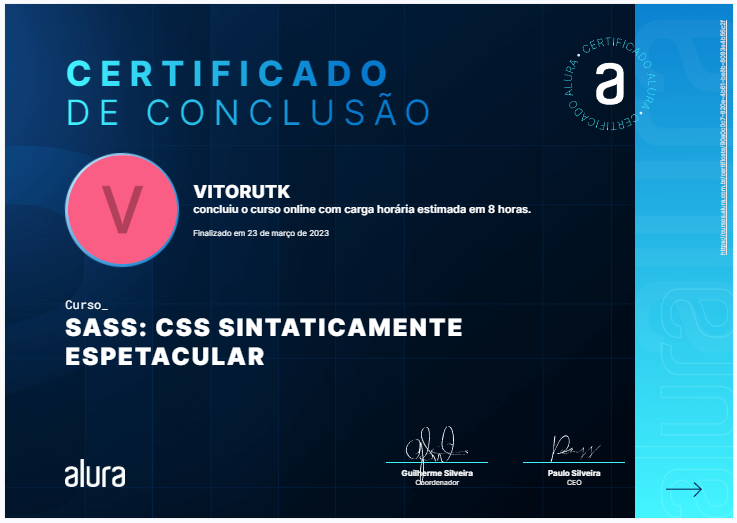 CERTIFICADO
DE CONCLUSÃO
CERTIFICADO ALURA • CERTIFICADO ALURA •
a
V
VITORUTK
concluiu o curso online com carga horária estimada em 8 horas.
Finalizado em 23 de março de 2023
Curso_
SASS: CSS SINTATICAMENTE
ESPETACULAR
alura
Guilherme Silveira
Coordenador
Paulo Silveira
CEO
alura